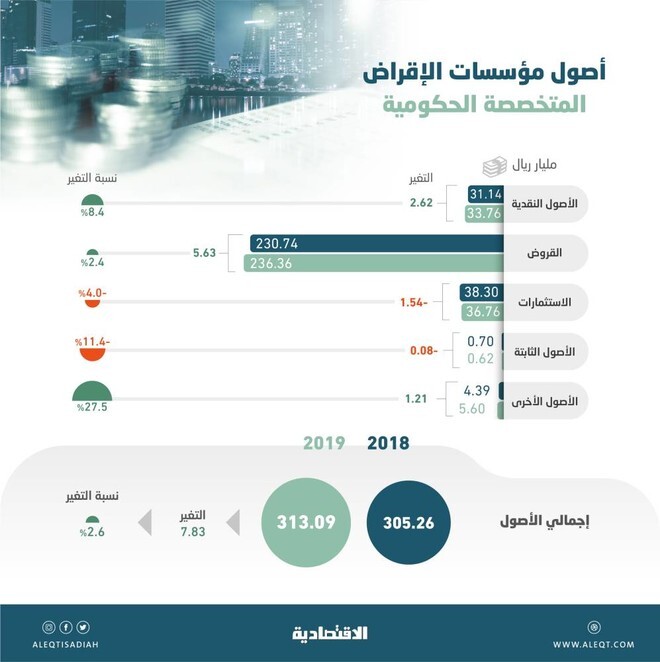 أصول مؤسسات الإقراض
المتخصصة الحكومية
مليار ريال
التغير
نسبة التغير
الأصول النقدية
31.14
33.76
2.62
%8.4
القروض
230.74
236.36
5.63
%2.4
الاستثمارات
38.30
36.76
1.54-
%4.0-
الأصول الثابتة
0.70
0.62
0.08-
%11.4-
الأصول الأخرى
4.39
5.60
1.21
%27.5
2018
2019
إجمالي الأصول
305.26
313.09
التغير
7.83
نسبة التغير
%2.6
WWW.ALEQT.COM
الاقتصادية
ALEQTISADIAH